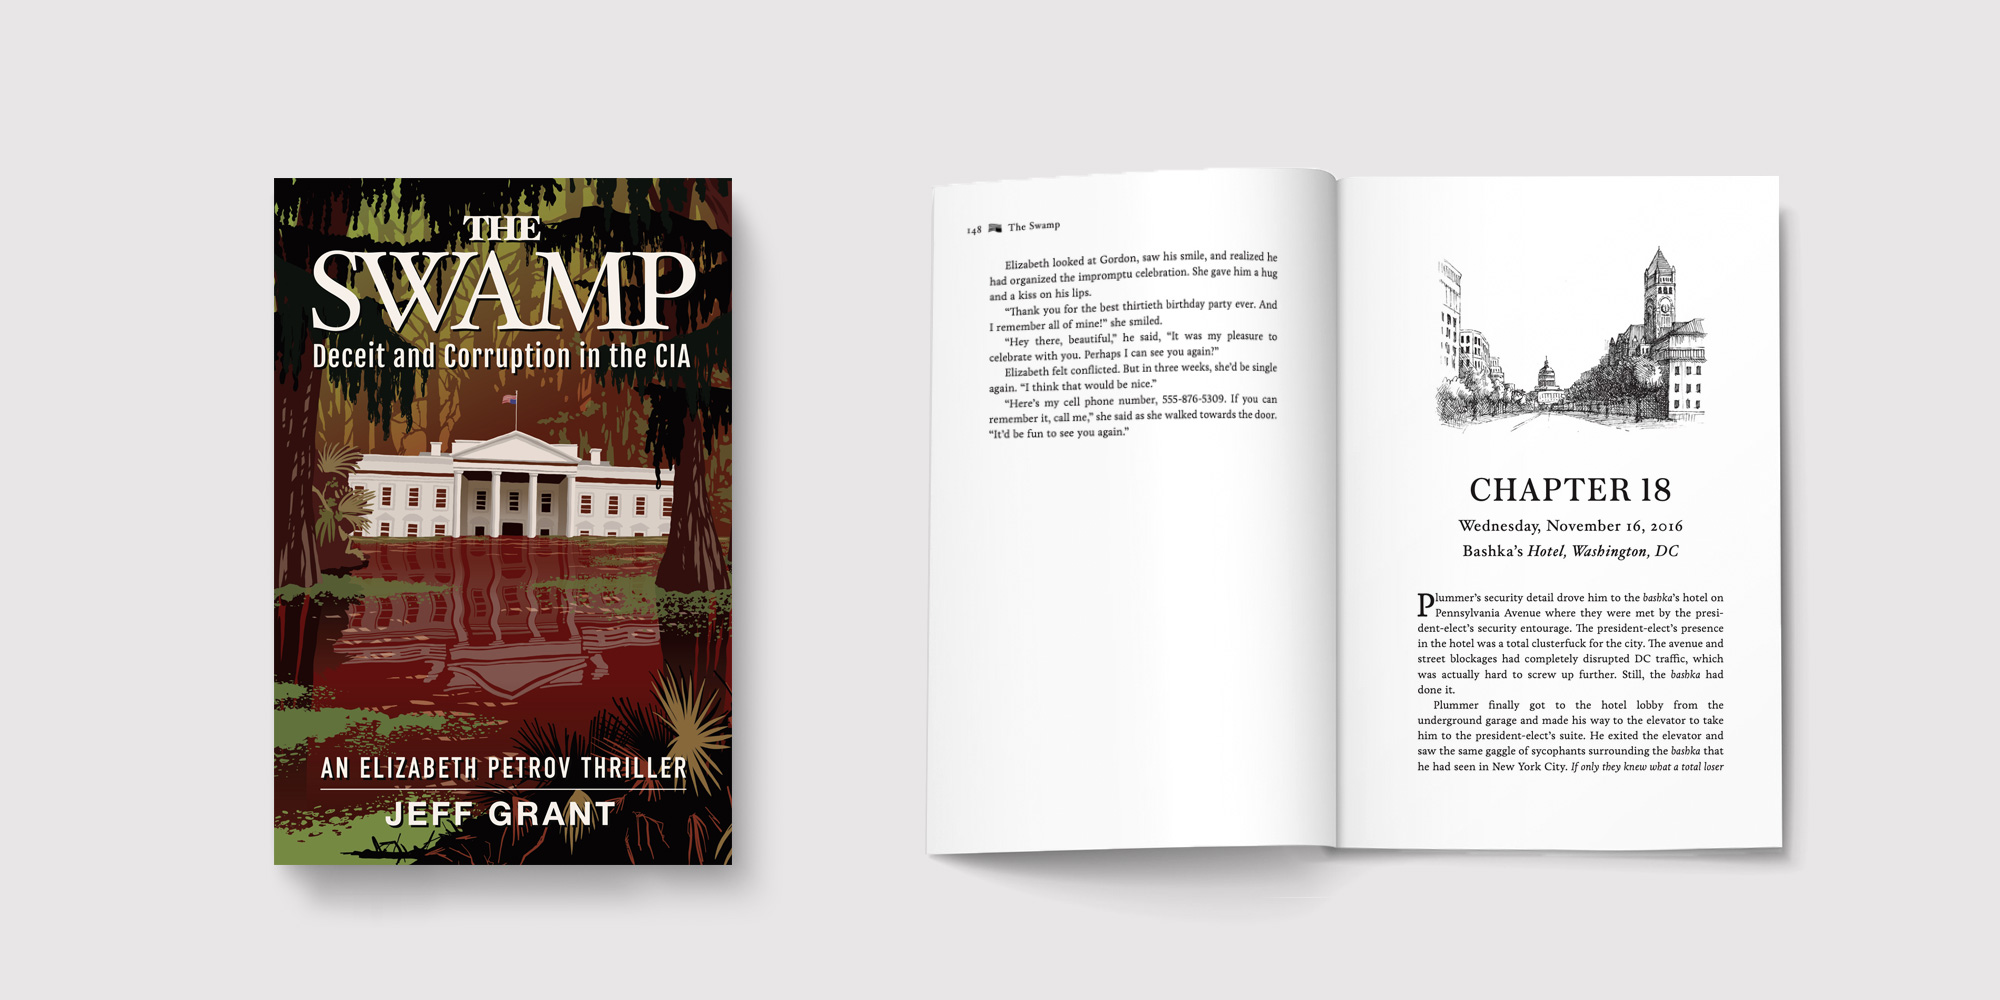 THE
SWAMP
Deceit and Corruption in the CIA
AN ELIZABETH PETROV THRILLER
JEFF GRANT
148 The Swamp
Elizabeth looked at Gordon, saw his smile, and realized he
had organized the impromptu celebration. She gave him a hug
and a kiss on his lips.
“Thank you for the best thirtieth birthday party ever. And
I remember all of mine!” she smiled.
“Hey there, beautiful,” he said, “It was my pleasure to
celebrate with you. Perhaps I can see you again?”
Elizabeth felt conflicted. But in three weeks, she’d be single
again. “I think that would be nice.”
“Here’s my cell phone number, 555-876-5309. If you can
remember it, call me,” she said as she walked towards the door.
“It’d be fun to see you again.”
CHAPTER 18
Wednesday, November 16, 2016
Bashka’s Hotel, Washington, DC
Plummer’s security detail drove him to the bashka’s hotel on
Pennsylvania Avenue where they were met by the presi-
dent-elect’s security entourage. The president-elect’s presence
in the hotel was a total clusterfuck for the city. The avenue and
street blockages had completely disrupted DC traffic, which
was actually hard to screw up further. Still, the bashka had
done it.
Plummer finally got to the hotel lobby from the
underground garage and made his way to the elevator to take
him to the president-elect’s suite. He exited the elevator and
saw the same gaggle of sycophants surrounding the bashka that
he had seen in New York City. If only they knew what a total loser